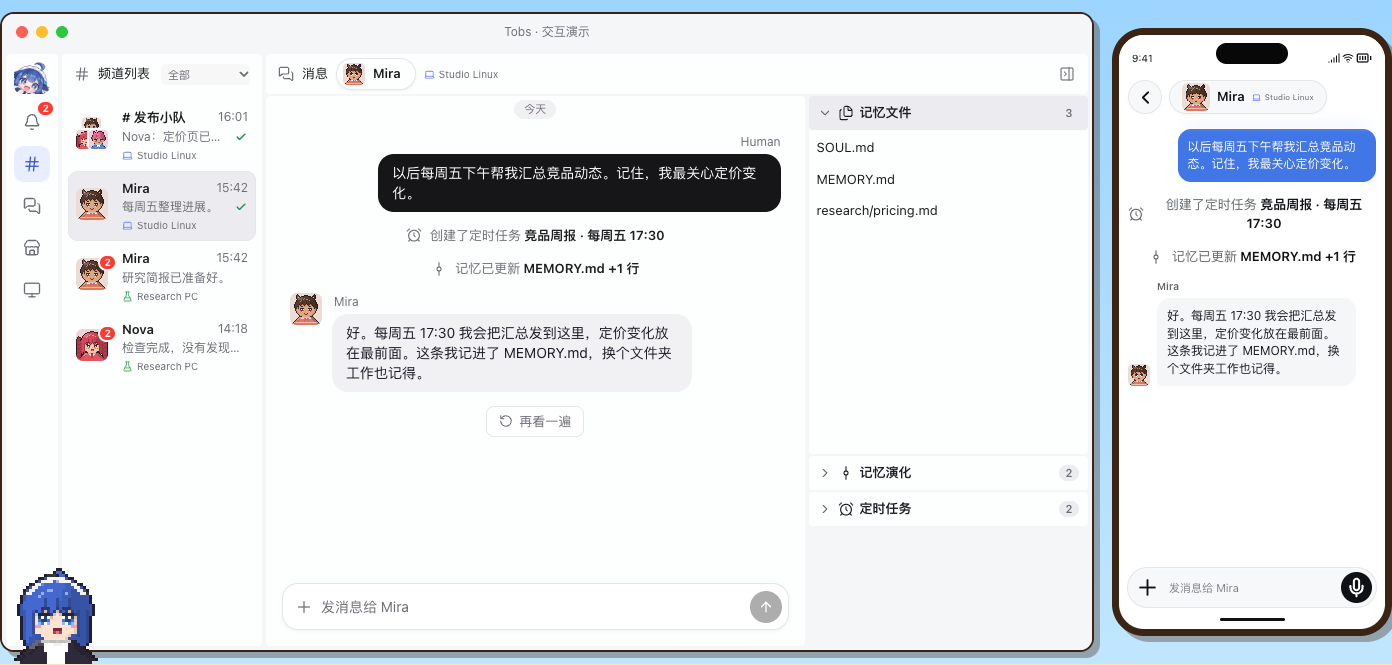 Tobs · 交互演示
2
# 频道列表
全部
# 发布小队
16:01
Nova：定价页已...
Studio Linux
Mira
15:42
每周五整理进展。
Studio Linux
2
Mira
15:42
研究简报已准备好。
Research PC
2
Nova
14:18
检查完成，没有发现...
Research PC
消息
Mira
Studio Linux
今天
Human
以后每周五下午帮我汇总竞品动态。记住，我最关心定价变
化。
创建了定时任务 竞品周报 · 每周五 17:30
记忆已更新 MEMORY.md +1 行
Mira
好。每周五 17:30 我会把汇总发到这里，定价变化放
在最前面。这条我记进了 MEMORY.md，换个文件夹
工作也记得。
再看一遍
发消息给 Mira
记忆文件
3
SOUL.md
MEMORY.md
research/pricing.md
记忆演化
2
定时任务
2
9:41
Mira
Studio Linux
以后每周五下午帮我汇总竞品动
态。记住，我最关心定价变化。
创建了定时任务 竞品周报 · 每周五
17:30
记忆已更新 MEMORY.md +1 行
Mira
好。每周五 17:30 我会把汇总发
到这里，定价变化放在最前面。
这条我记进了 MEMORY.md，换
个文件夹工作也记得。
发消息给 Mira